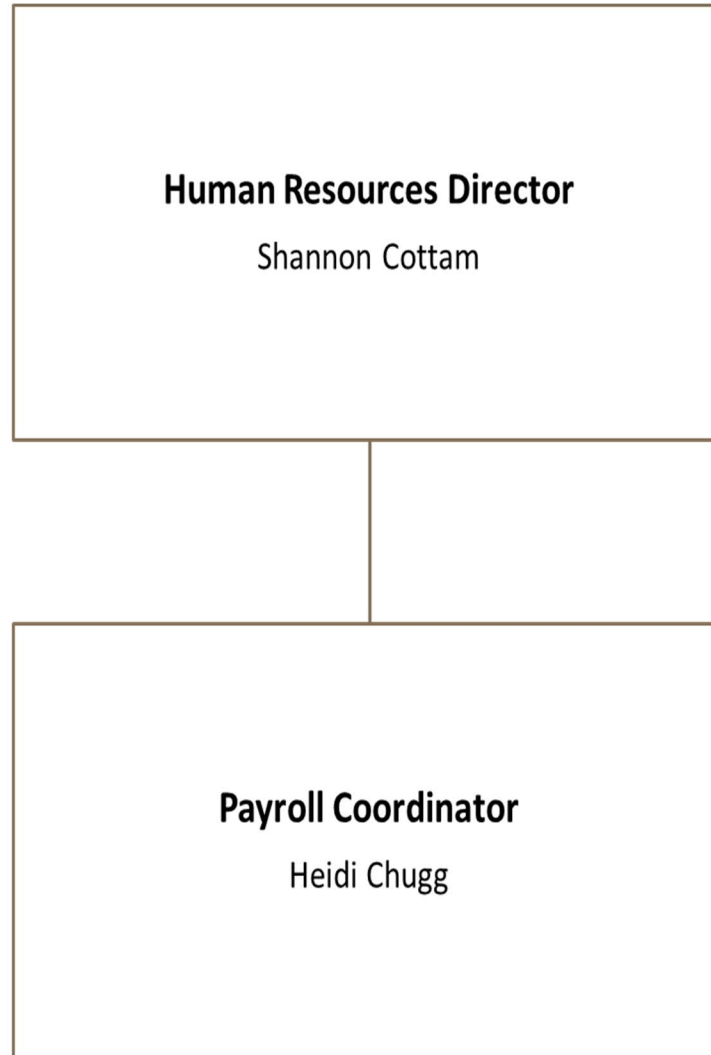 Human Resources Director
Shannon Cottam
Payroll Coordinator
Heidi Chugg